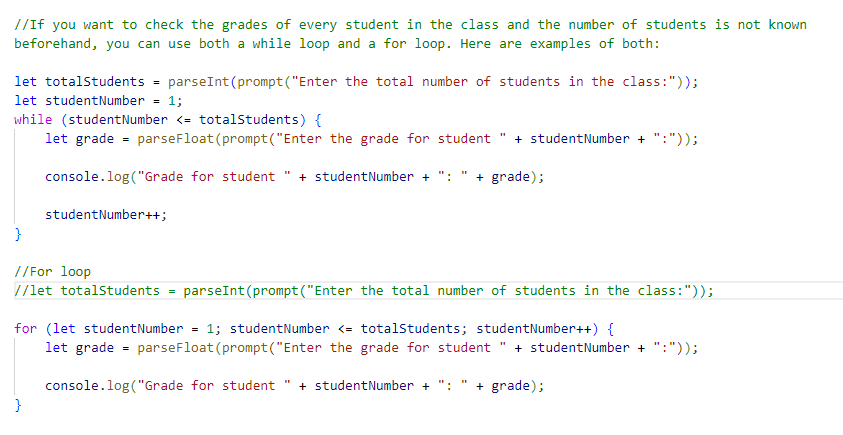 //If you want to check the grades of every student in the class and the number of students is not known
beforehand, you can use both a while loop and a for loop. Here are examples of both:
let totalStudents = parseInt(prompt("Enter the total number of students in the class:"));
let studentNumber = 1;
while (studentNumber <= totalStudents) {
    let grade = parseFloat(prompt("Enter the grade for student " + studentNumber + ":"));
    console.log("Grade for student " + studentNumber + ": " + grade);
    studentNumber++;
}
//For loop
//let totalStudents = parseInt(prompt("Enter the total number of students in the class:"));
for (let studentNumber = 1; studentNumber <= totalStudents; studentNumber++) {
    let grade = parseFloat(prompt("Enter the grade for student " + studentNumber + ":"));
    console.log("Grade for student " + studentNumber + ": " + grade);
}